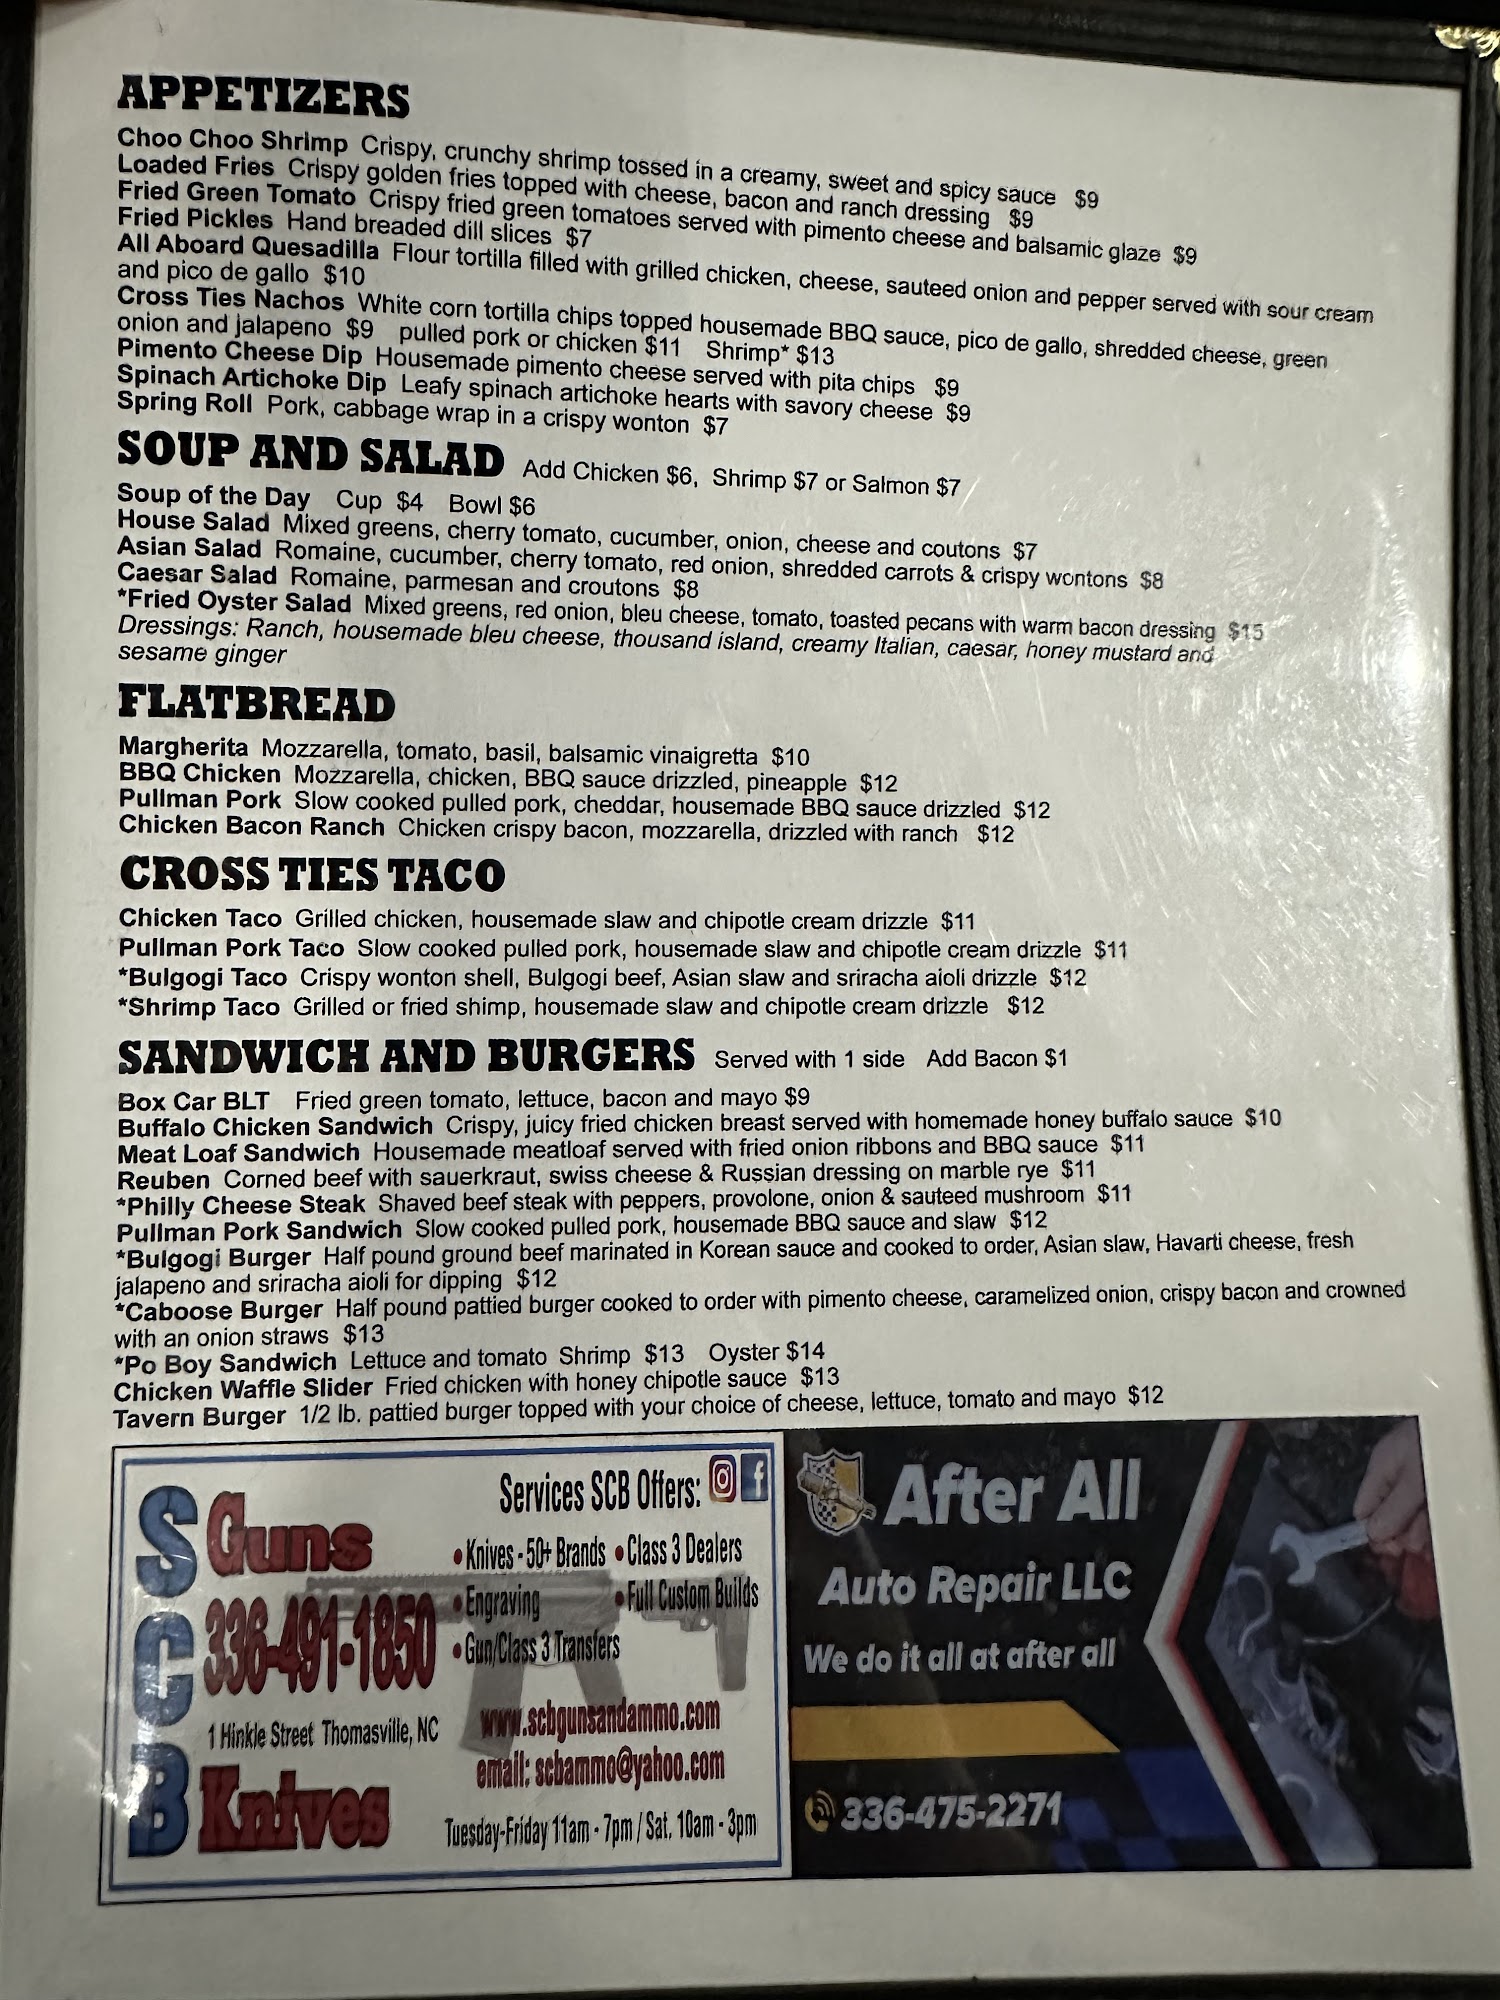 APPETIZERS
Choo Choo Shrimp Crispy, crunchy shrimp tossed in a creamy, sweet and spicy sauce $9
Loaded Fries Crispy golden fries topped with cheese, bacon and ranch dressing $9
Fried Green Tomato Crispy fried green tomatoes served with pimento cheese and balsamic glaze $9
Fried Pickles Hand breaded dill slices $7
All Aboard Quesadilla Flour tortilla filled with grilled chicken, cheese, sauteed onion and pepper served with sour cream
and pico de gallo $10
Cross Ties Nachos White corn tortilla chips topped housemade BBQ sauce, pico de gallo, shredded cheese, green
onion and jalapeno $9 pulled pork or chicken $11 Shrimp* $13
Pimento Cheese Dip Housemade pimento cheese served with pita chips $9
Spinach Artichoke Dip Leafy spinach artichoke hearts with savory cheese $9
Spring Roll Pork, cabbage wrap in a crispy wonton $7
SOUP AND SALAD Add Chicken $6, Shrimp $7 or Salmon $7
Soup of the Day Cup $4 Bowl $6
House Salad Mixed greens, cherry tomato, cucumber, onion, cheese and coutons $7
Asian Salad Romaine, cucumber, cherry tomato, red onion, shredded carrots & crispy wontons $8
Caesar Salad Romaine, parmesan and croutons $8
*Fried Oyster Salad Mixed greens, red onion, bleu cheese, tomato, toasted pecans with warm bacon dressing $15
Dressings: Ranch, housemade bleu cheese, thousand island, creamy Italian, caesar, honey mustard and
sesame ginger
FLATBREAD
Margherita Mozzarella, tomato, basil, balsamic vinaigretta $10
BBQ Chicken Mozzarella, chicken, BBQ sauce drizzled, pineapple $12
Pullman Pork Slow cooked pulled pork, cheddar, housemade BBQ sauce drizzled $12
Chicken Bacon Ranch Chicken crispy bacon, mozzarella, drizzled with ranch $12
CROSS TIES TACO
Chicken Taco Grilled chicken, housemade slaw and chipotle cream drizzle $11
Pullman Pork Taco Slow cooked pulled pork, housemade slaw and chipotle cream drizzle $11
*Bulgogi Taco Crispy wonton shell, Bulgogi beef, Asian slaw and sriracha aioli drizzle $12
*Shrimp Taco Grilled or fried shimp, housemade slaw and chipotle cream drizzle $12
SANDWICH AND BURGERS Served with 1 side Add Bacon $1
Box Car BLT Fried green tomato, lettuce, bacon and mayo $9
Buffalo Chicken Sandwich Crispy, juicy fried chicken breast served with homemade honey buffalo sauce $10
Meat Loaf Sandwich Housemade meatloaf served with fried onion ribbons and BBQ sauce $11
Reuben Corned beef with sauerkraut, swiss cheese & Russian dressing on marble rye $11
*Philly Cheese Steak Shaved beef steak with peppers, provolone, onion & sauteed mushroom $11
Pullman Pork Sandwich Slow cooked pulled pork, housemade BBQ sauce and slaw $12
*Bulgogi Burger Half pound ground beef marinated in Korean sauce and cooked to order, Asian slaw, Havarti cheese, fresh
jalapeno and sriracha aioli for dipping $12
*Caboose Burger Half pound pattied burger cooked to order with pimento cheese, caramelized onion, crispy bacon and crowned
with an onion straws $13
*Po Boy Sandwich Lettuce and tomato Shrimp $13 Oyster $14
Chicken Waffle Slider Fried chicken with honey chipotle sauce $13
Tavern Burger 1/2 lb. pattied burger topped with your choice of cheese, lettuce, tomato and mayo $12
SCB
Guns
336-491-1850
1 Hinkle Street Thomasville, NC
Knives
Services SCB Offers:
• Knives - 50+ Brands • Class 3 Dealers
• Engraving • Full Custom Builds
• Gun/Class 3 Transfers
www.scbgunsandammo.com
email: scbammo@yahoo.com
Tuesday-Friday 11am - 7pm / Sat. 10am - 3pm
After All
Auto Repair LLC
We do it all at after all
336-475-2271